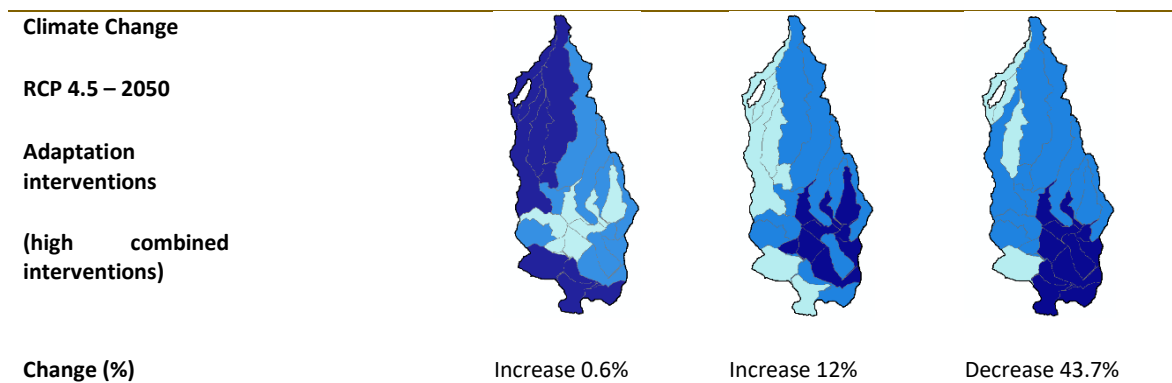 Climate Change
RCP 4.5 – 2050
Adaptation
interventions
(high combined
interventions)
Change (%) Increase 0.6% Increase 12% Decrease 43.7%